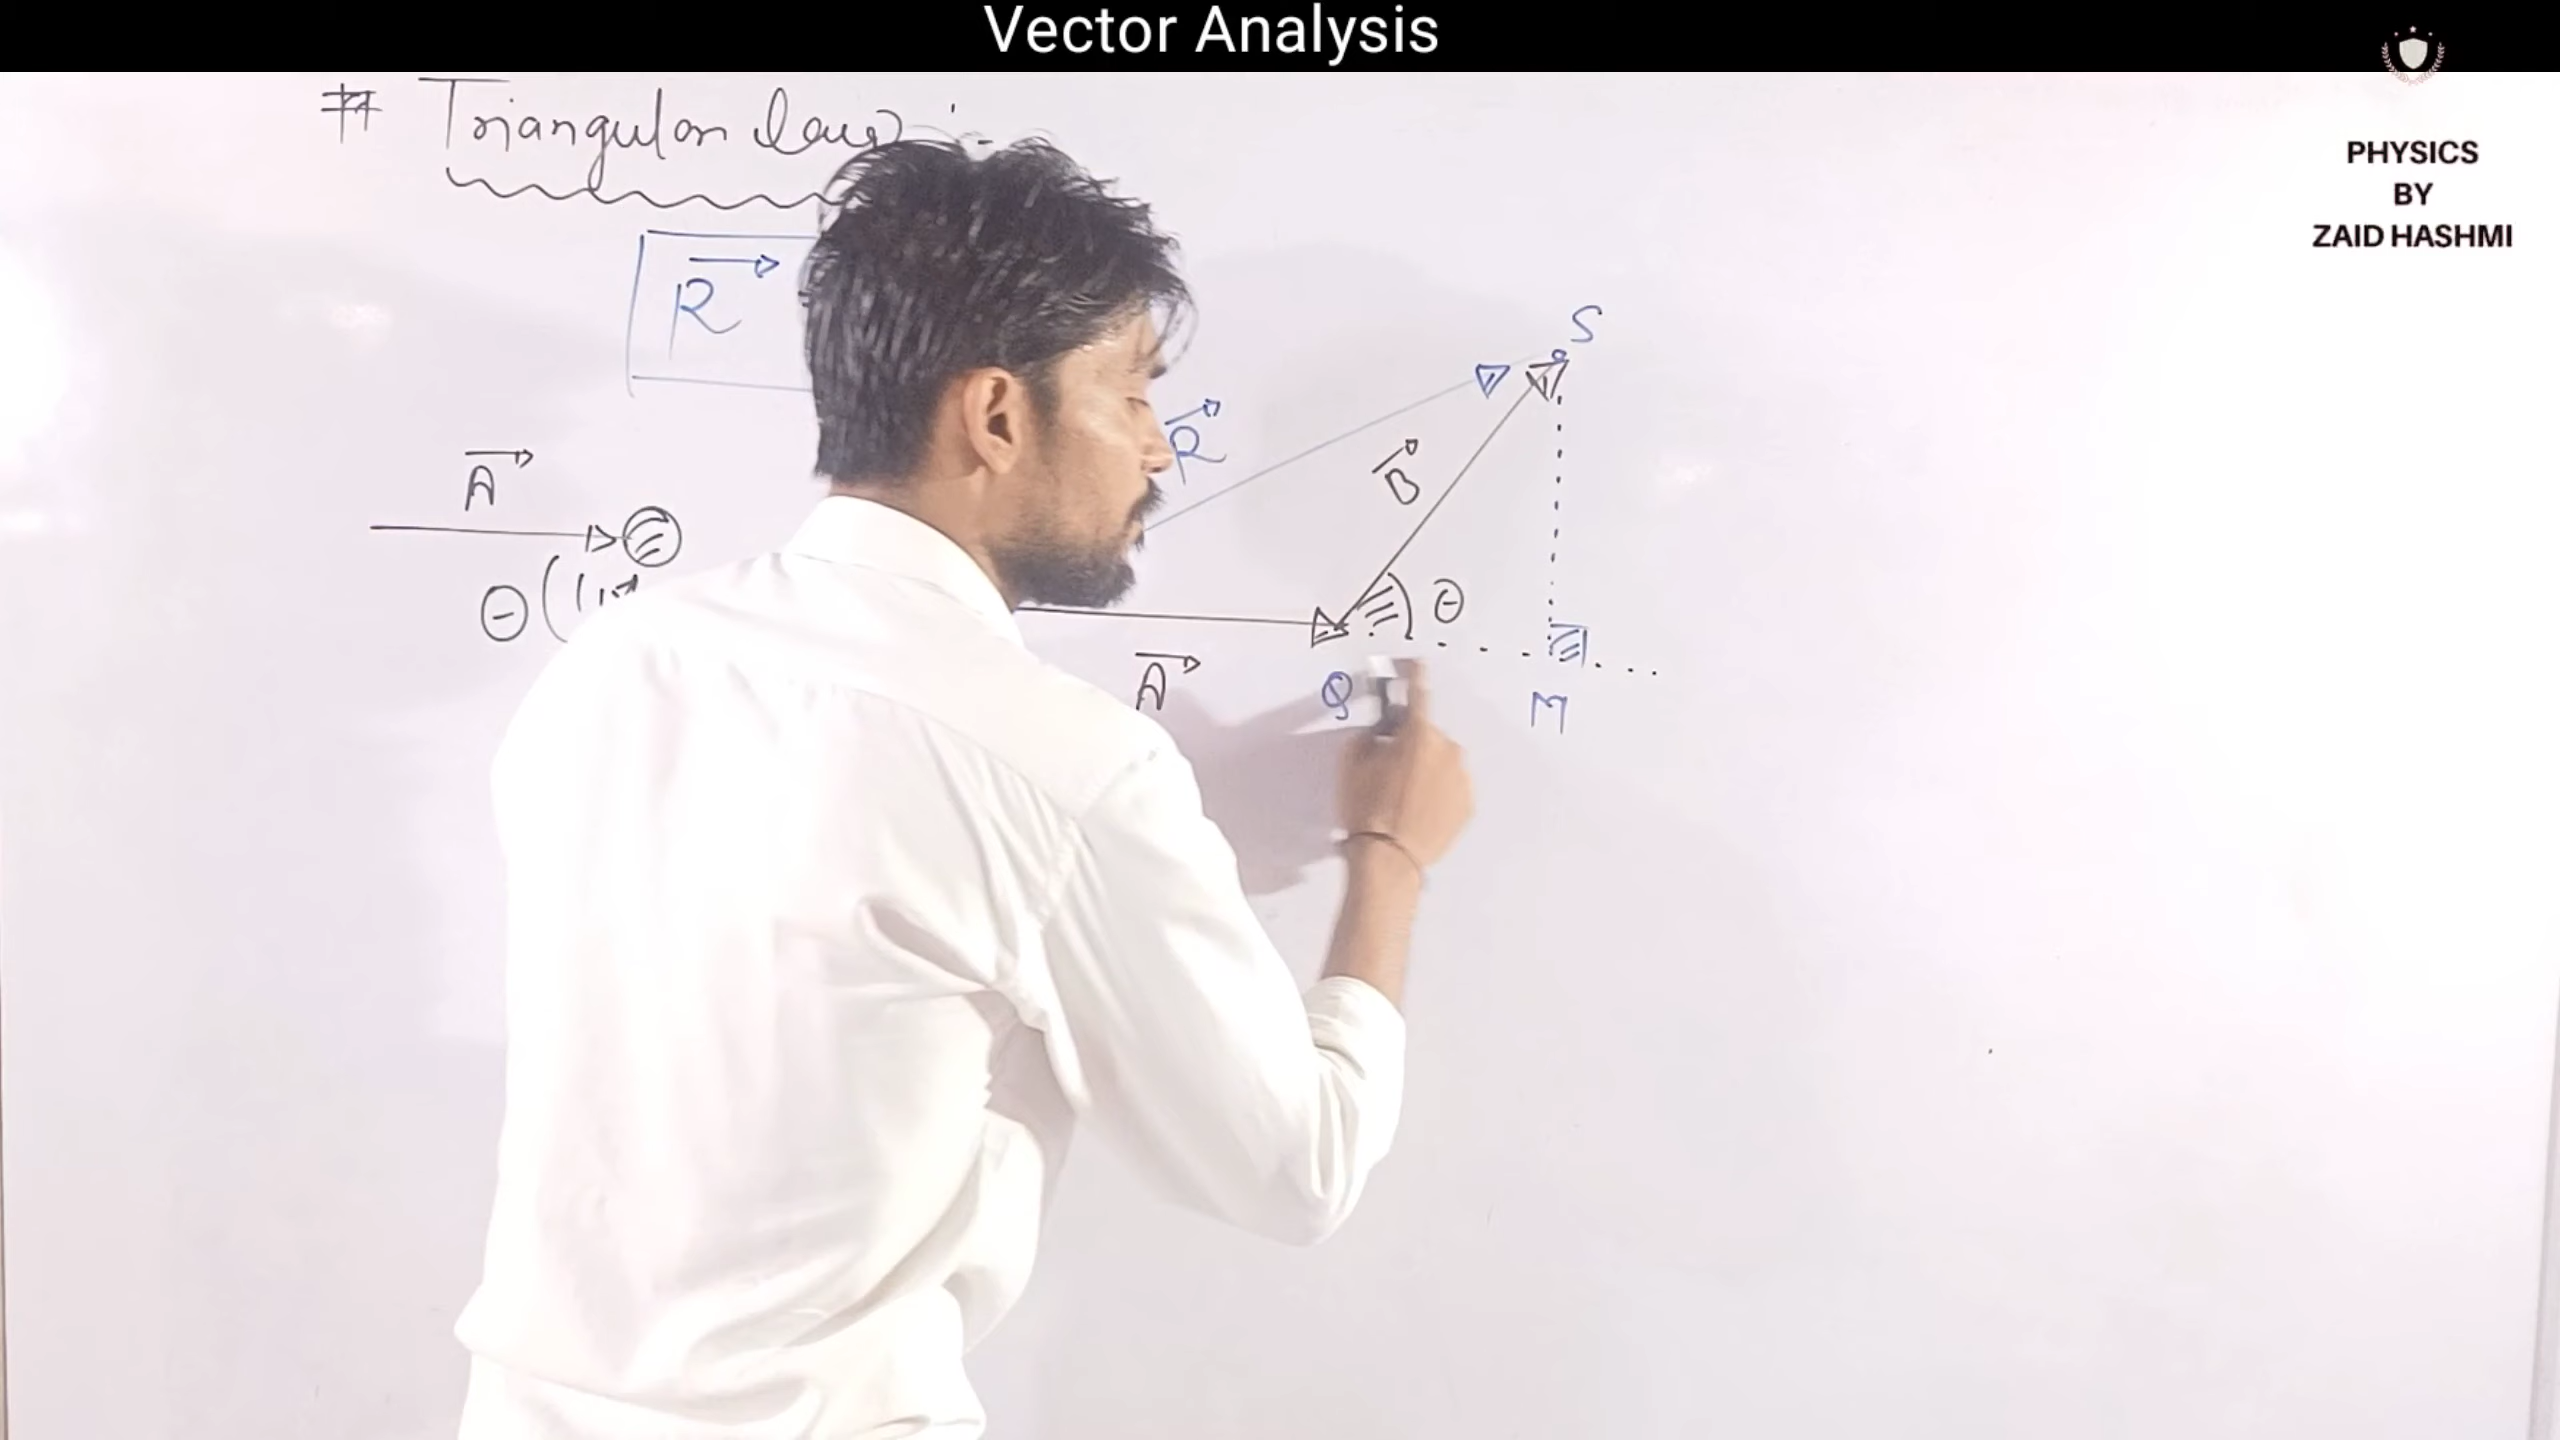 Vector Analysis
PHYSICS
BY
ZAID HASHMI
# Triangular law :-
R
S
R
B
A
θ
θ
A
Q
M